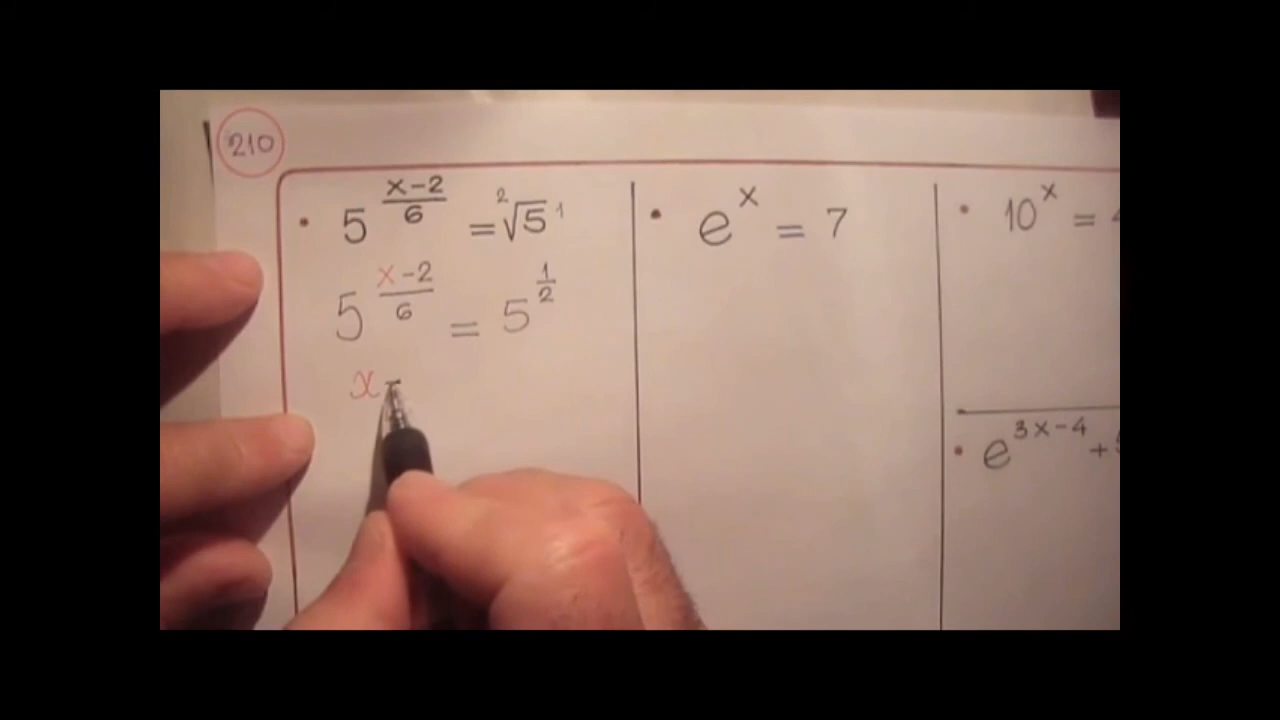 210
• 5^((x-2)/6) = ²√5¹
5^((x-2)/6) = 5^(1/2)
x -
• e^x = 7
• 10^x =
• e^(3x-4) +